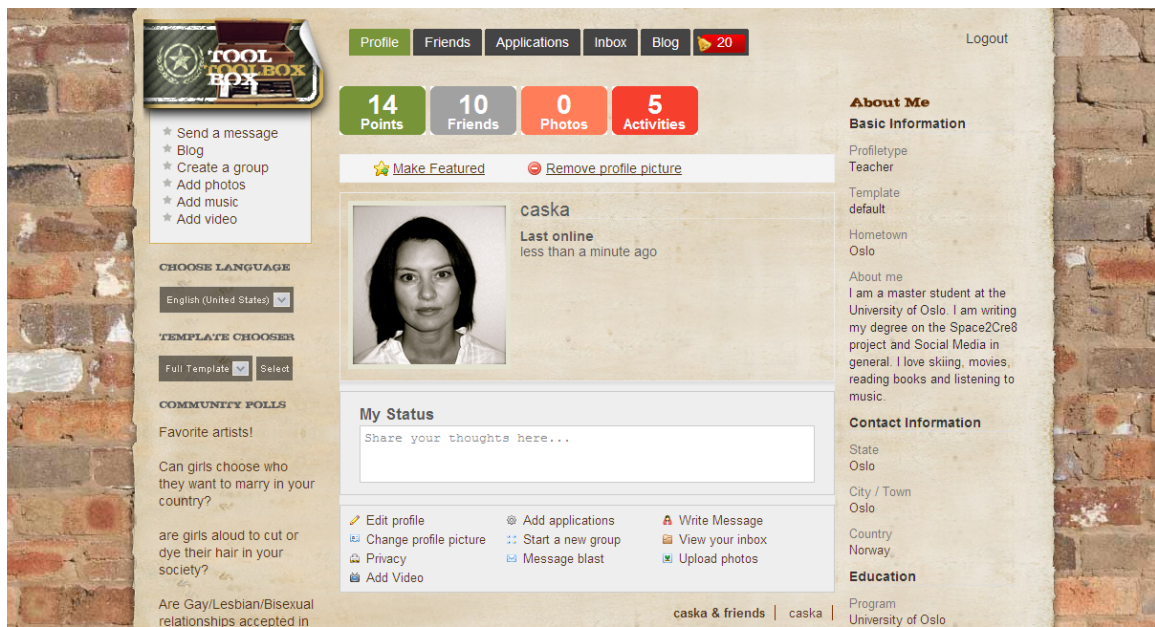 TOOL
TOOLBOX
BOX
Profile
Friends
Applications
Inbox
Blog
20
Logout
14
Points
10
Friends
0
Photos
5
Activities
Send a message
Blog
Create a group
Add photos
Add music
Add video
Make Featured
Remove profile picture
caska
Last online
less than a minute ago
CHOOSE LANGUAGE
English (United States)
TEMPLATE CHOOSER
Full Template
Select
COMMUNITY POLLS
Favorite artists!
Can girls choose who
they want to marry in your
country?
are girls aloud to cut or
dye their hair in your
society?
Are Gay/Lesbian/Bisexual
relationships accepted in
My Status
Share your thoughts here...
Edit profile
Add applications
Write Message
Change profile picture
Start a new group
View your inbox
Privacy
Message blast
Upload photos
Add Video
caska & friends | caska |
About Me
Basic Information
Profiletype
Teacher
Template
default
Hometown
Oslo
About me
I am a master student at the
University of Oslo. I am writing
my degree on the Space2Cre8
project and Social Media in
general. I love skiing, movies,
reading books and listening to
music.
Contact Information
State
Oslo
City / Town
Oslo
Country
Norway
Education
Program
University of Oslo